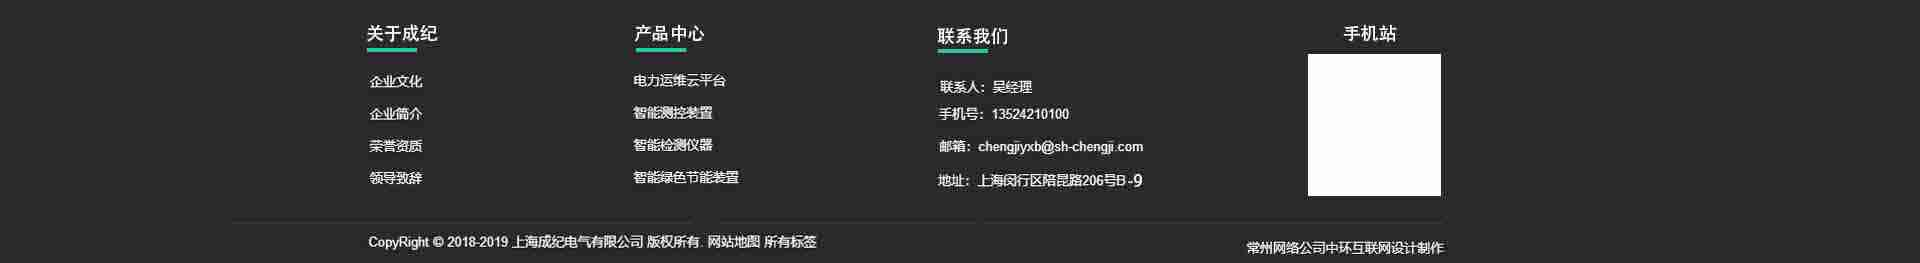 关于成纪
企业文化
企业简介
荣誉资质
领导致辞
产品中心
电力运维云平台
智能测控装置
智能检测仪器
智能绿色节能装置
联系我们
联系人：吴经理
手机号：13524210100
邮箱：chengjiyxb@sh-chengji.com
地址：上海闵行区陪昆路206号B-9
手机站
CopyRight © 2018-2019 上海成纪电气有限公司 版权所有. 网站地图 所有标签
常州网络公司中环互联网设计制作